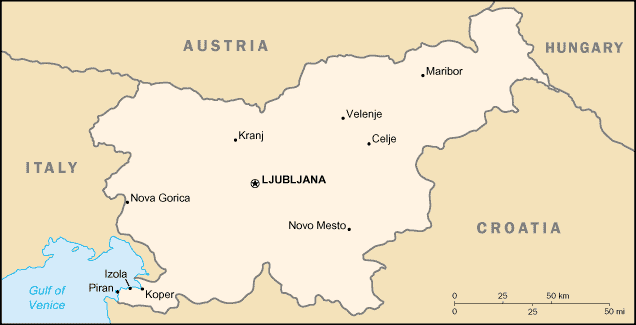 AUSTRIA
HUNGARY
Maribor
Velenje
Kranj
Celje
ITALY
LJUBLJANA
Nova Gorica
Novo Mesto
CROATIA
Izola
Gulf of
Venice
Piran
Koper
0 25 50 km
0 25 50 mi